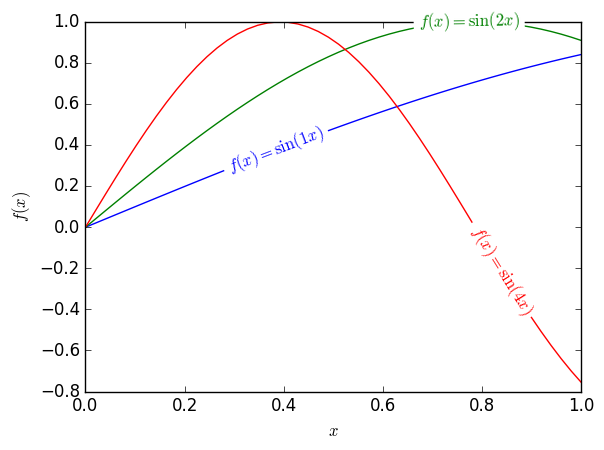 1.0
0.8
0.6
0.4
0.2
0.0
−0.2
−0.4
−0.6
−0.8
f(x)
f(x) = sin(2x)
f(x) = sin(1x)
f(x) = sin(4x)
0.0 0.2 0.4 0.6 0.8 1.0
x